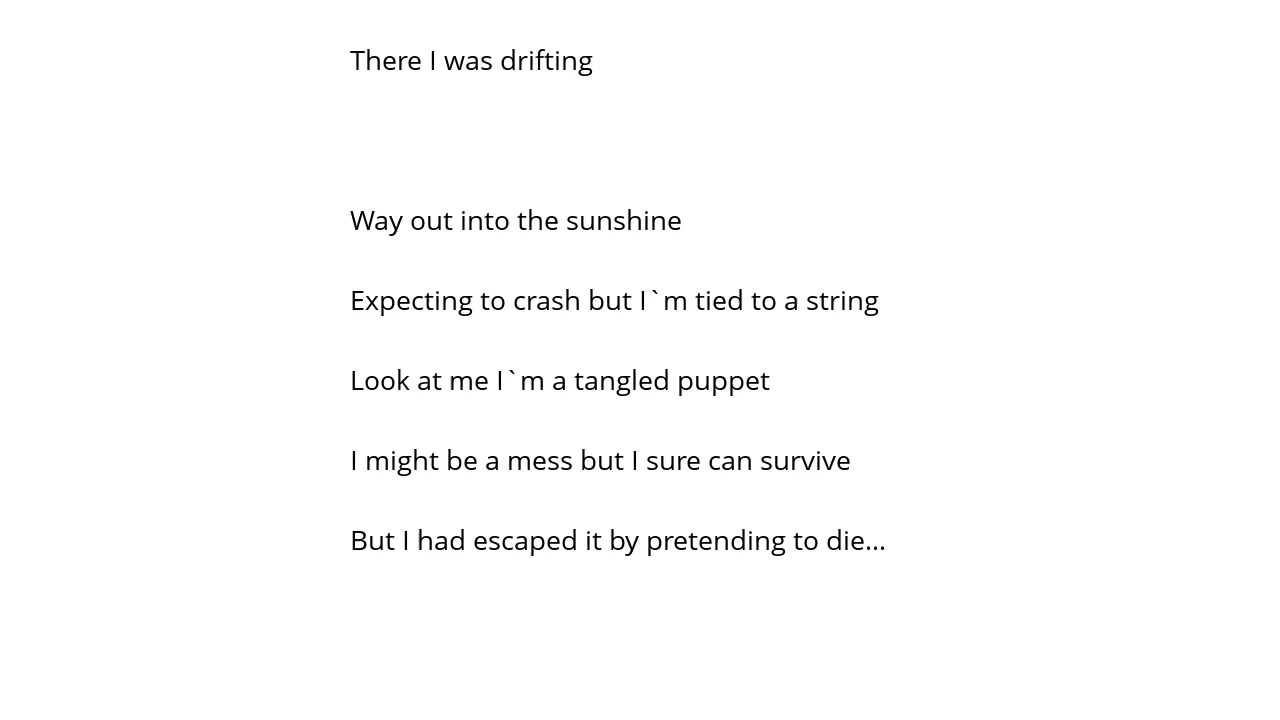 There I was drifting
Way out into the sunshine
Expecting to crash but I`m tied to a string
Look at me I`m a tangled puppet
I might be a mess but I sure can survive
But I had escaped it by pretending to die...